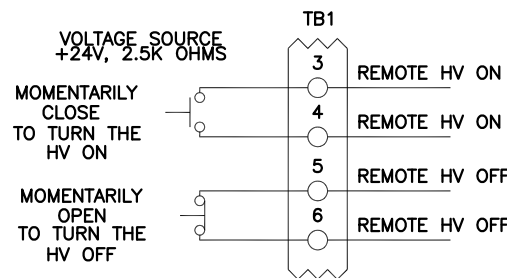 TB1
VOLTAGE SOURCE
+24V, 2.5K OHMS
3
REMOTE HV ON
MOMENTARILY
CLOSE
TO TURN THE
HV ON
4
REMOTE HV ON
5
REMOTE HV OFF
MOMENTARILY
OPEN
TO TURN THE
HV OFF
6
REMOTE HV OFF